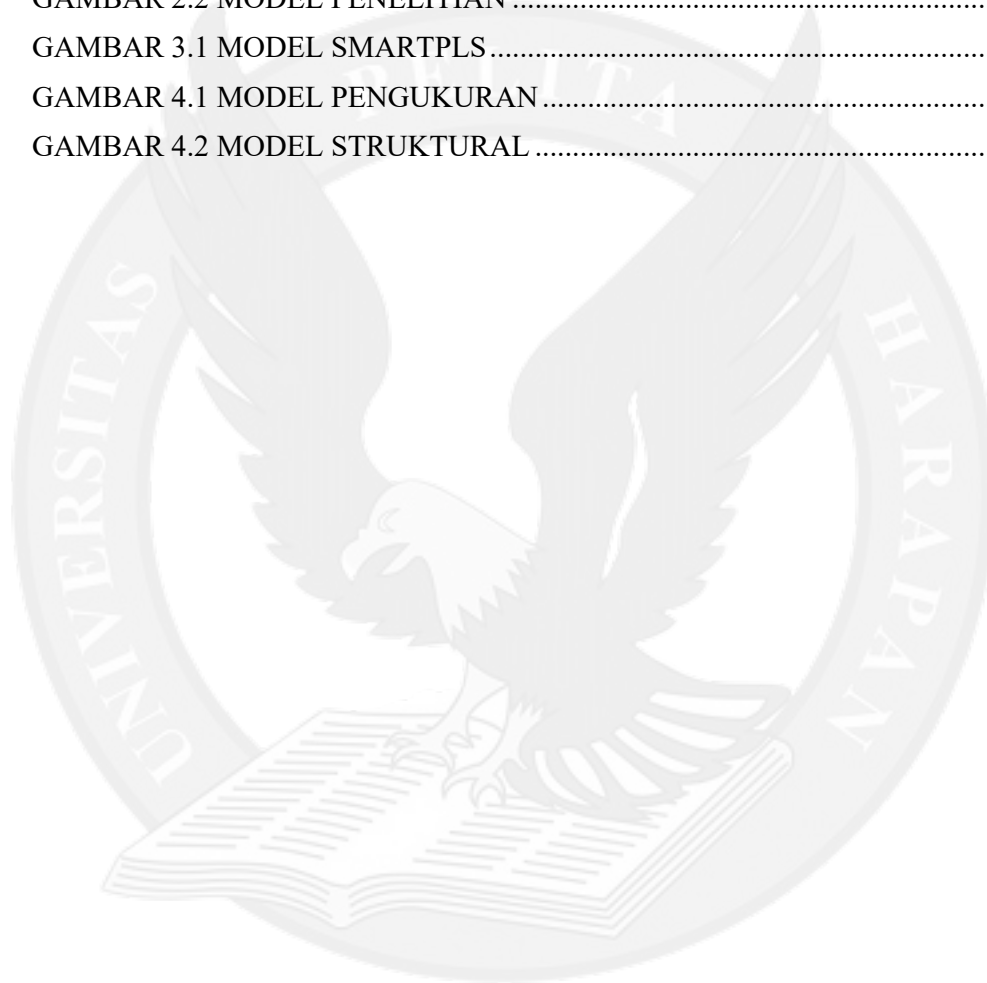 GAMBAR 2.2 MODEL PENELITIAN ............................................................
GAMBAR 3.1 MODEL SMARTPLS ..................................................................
GAMBAR 4.1 MODEL PENGUKURAN ...........................................................
GAMBAR 4.2 MODEL STRUKTURAL ............................................................
UNIVERSITAS PELITA HARAPAN